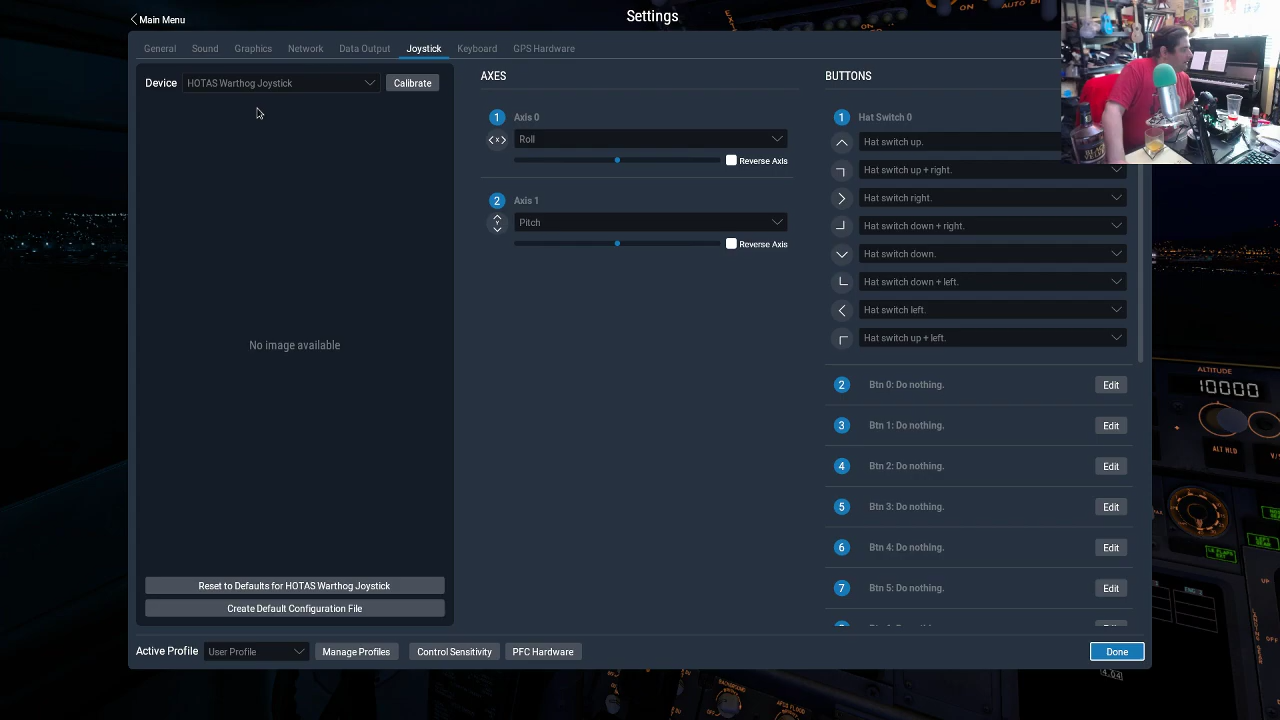 Main Menu
Settings
General
Sound
Graphics
Network
Data Output
Joystick
Keyboard
GPS Hardware
Device
HOTAS Warthog Joystick
Calibrate
No image available
Reset to Defaults for HOTAS Warthog Joystick
Create Default Configuration File
AXES
1
Axis 0
X
Roll
Reverse Axis
2
Axis 1
Y
Pitch
Reverse Axis
BUTTONS
1
Hat Switch 0
Hat switch up.
Hat switch up + right.
Hat switch right.
Hat switch down + right.
Hat switch down.
Hat switch down + left.
Hat switch left.
Hat switch up + left.
2
Btn 0: Do nothing.
Edit
3
Btn 1: Do nothing.
Edit
4
Btn 2: Do nothing.
Edit
5
Btn 3: Do nothing.
Edit
6
Btn 4: Do nothing.
Edit
7
Btn 5: Do nothing.
Edit
Active Profile
User Profile
Manage Profiles
Control Sensitivity
PFC Hardware
Done
ON
ALTITUDE
10000
ALT HLD